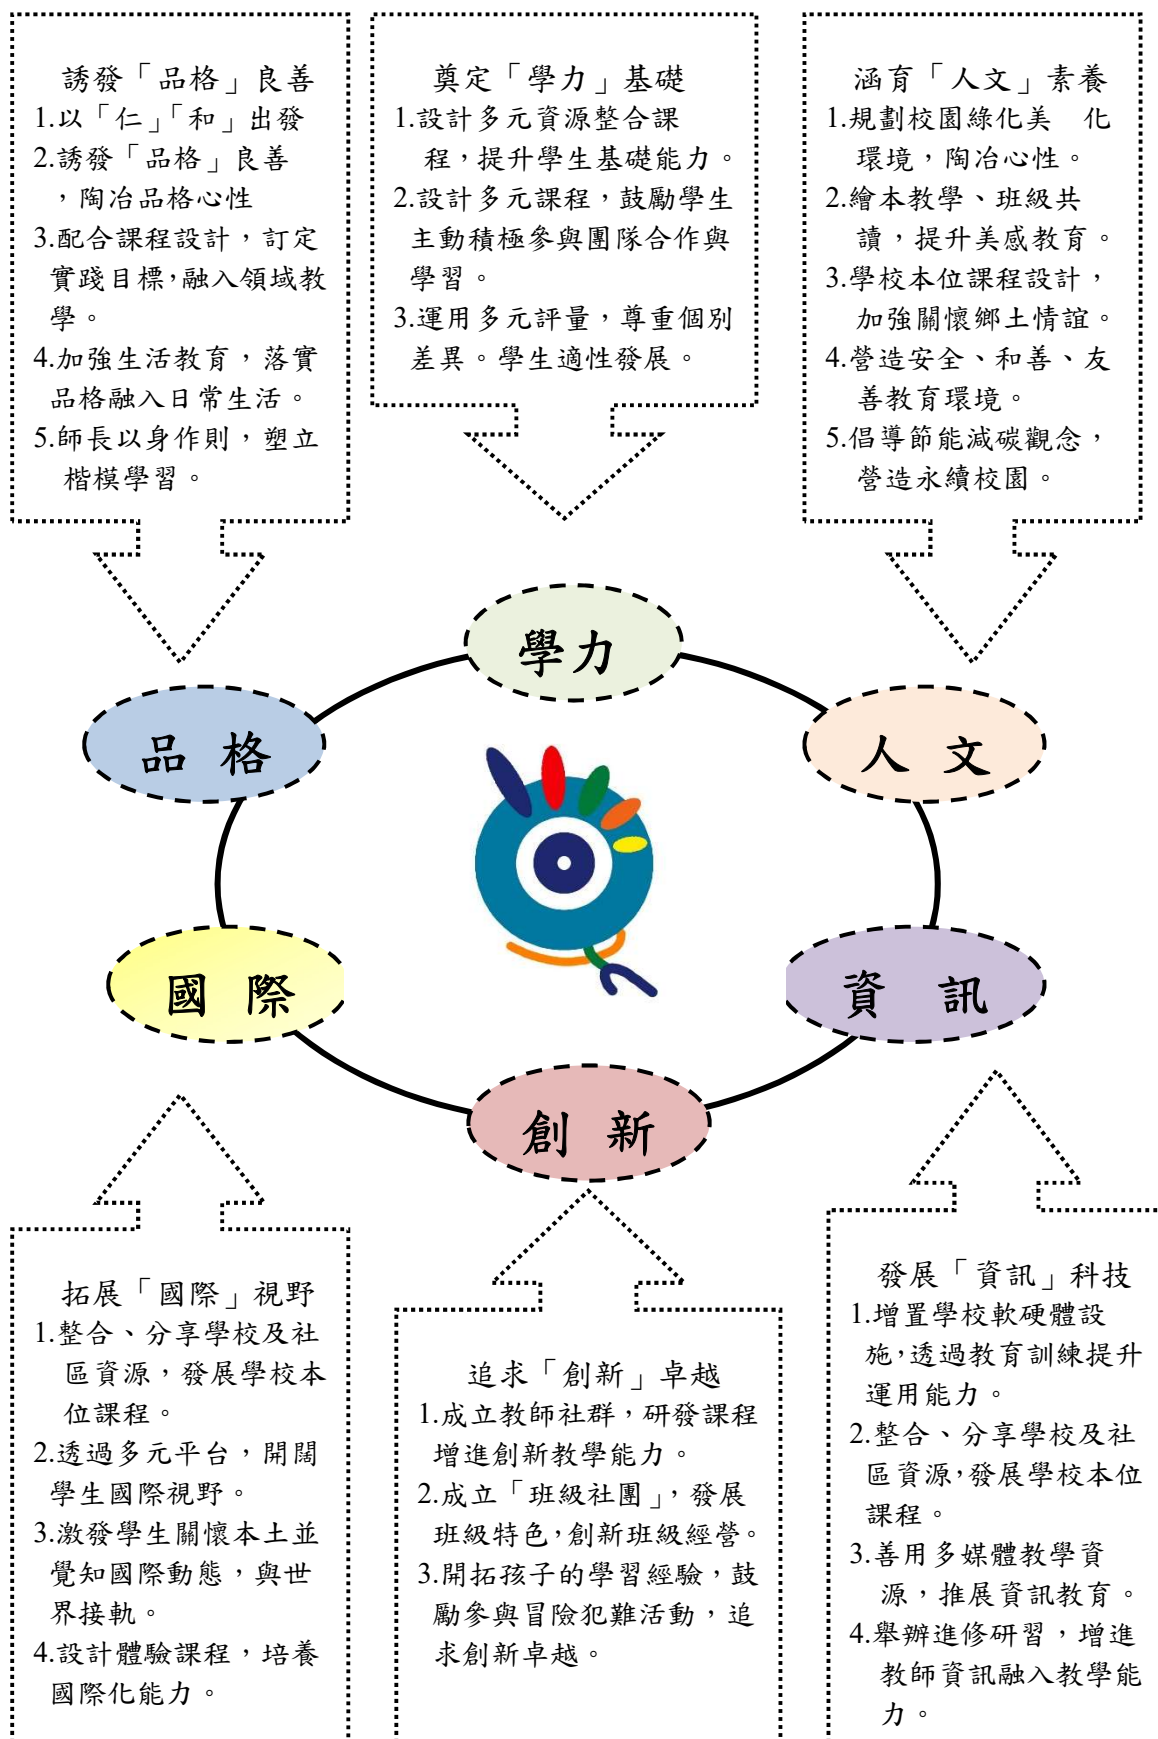 誘發「品格」良善
1.以「仁」「和」出發
2.誘發「品格」良善
，陶冶品格心性
3.配合課程設計，訂定
實踐目標，融入領域教
學。
4.加強生活教育，落實
品格融入日常生活。
5.師長以身作則，塑立
楷模學習。
奠定「學力」基礎
1.設計多元資源整合課
程，提升學生基礎能力。
2.設計多元課程，鼓勵學生
主動積極參與團隊合作與
學習。
3.運用多元評量，尊重個別
差異。學生適性發展。
涵育「人文」素養
1.規劃校園綠化美　化
環境，陶冶心性。
2.繪本教學、班級共
讀，提升美感教育。
3.學校本位課程設計，
加強關懷鄉土情誼。
4.營造安全、和善、友
善教育環境。
5.倡導節能減碳觀念，
營造永續校園。
學力
品 格
人 文
國 際
資 訊
創 新
拓展「國際」視野
1.整合、分享學校及社
區資源，發展學校本
位課程。
2.透過多元平台，開闊
學生國際視野。
3.激發學生關懷本土並
覺知國際動態，與世
界接軌。
4.設計體驗課程，培養
國際化能力。
追求「創新」卓越
1.成立教師社群，研發課程
增進創新教學能力。
2.成立「班級社團」，發展
班級特色，創新班級經營。
3.開拓孩子的學習經驗，鼓
勵參與冒險犯難活動，追
求創新卓越。
發展「資訊」科技
1.增置學校軟硬體設
施，透過教育訓練提升
運用能力。
2.整合、分享學校及社
區資源，發展學校本位
課程。
3.善用多媒體教學資
源，推展資訊教育。
4.舉辦進修研習，增進
教師資訊融入教學能
力。